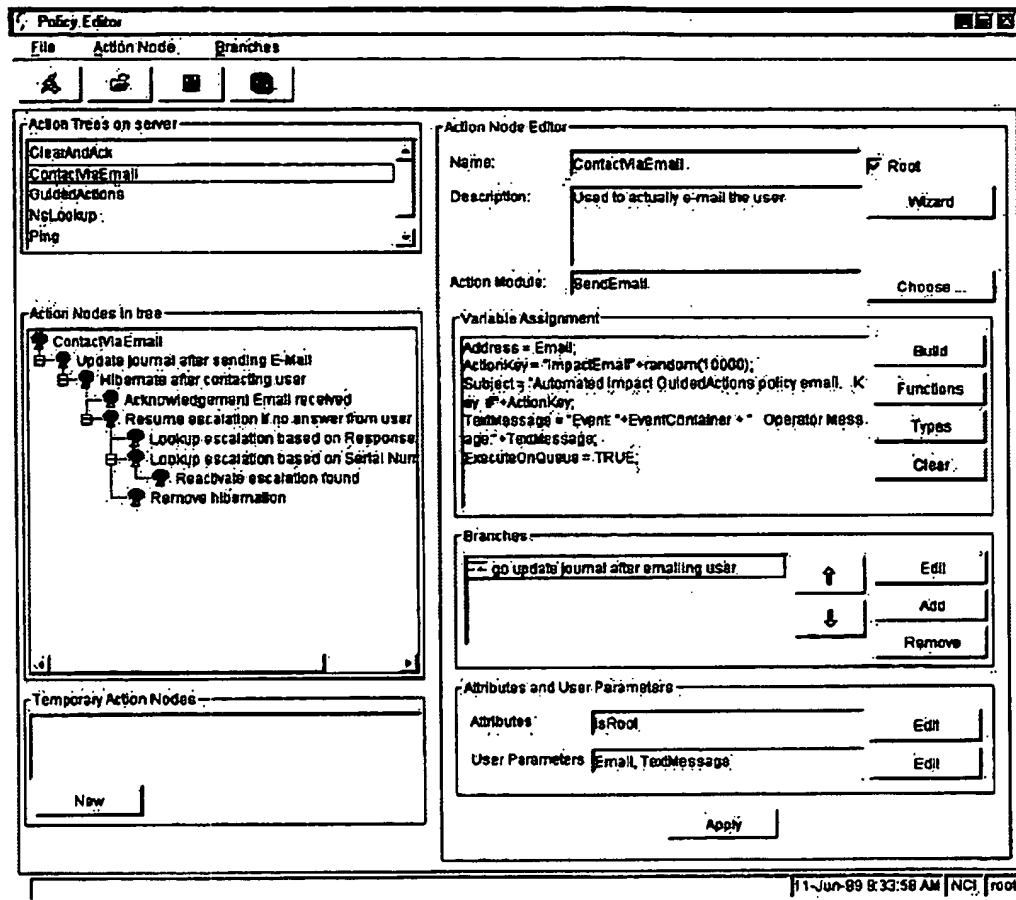 Policy Editor
File Action Node Branches
Action Trees on server
ClearAndAck
ContactViaEmail
GuidedActions
NsLookup
Ping
Action Nodes in tree
ContactViaEmail
Update journal after sending E-Mail
Hibernate after contacting user
Acknowledgement Email received
Resume escalation if no answer from user
Lookup escalation based on Response
Lookup escalation based on Serial Num
Reactivate escalation found
Remove hibernation
Temporary Action Nodes
New
Action Node Editor
Name: ContactViaEmail Root
Description: Used to actually e-mail the user
Wizard
Action Module: SendEmail Choose ...
Variable Assignment
Address = Email;
ActionKey = "ImpactEmail"+random(10000);
Subject = "Automated Impact GuidedActions policy email. K
ey #"+ActionKey;
TextMessage = "Event "+EventContainer + " Operator Mess
age:"+TextMessage;
ExecuteOnQueue = TRUE;
Build
Functions
Types
Clear
Branches
go update journal after emailing user
Edit
Add
Remove
Attributes and User Parameters
Attributes IsRoot Edit
User Parameters Email, TextMessage Edit
Apply
11-Jun-99 9:33:58 AM NCI root